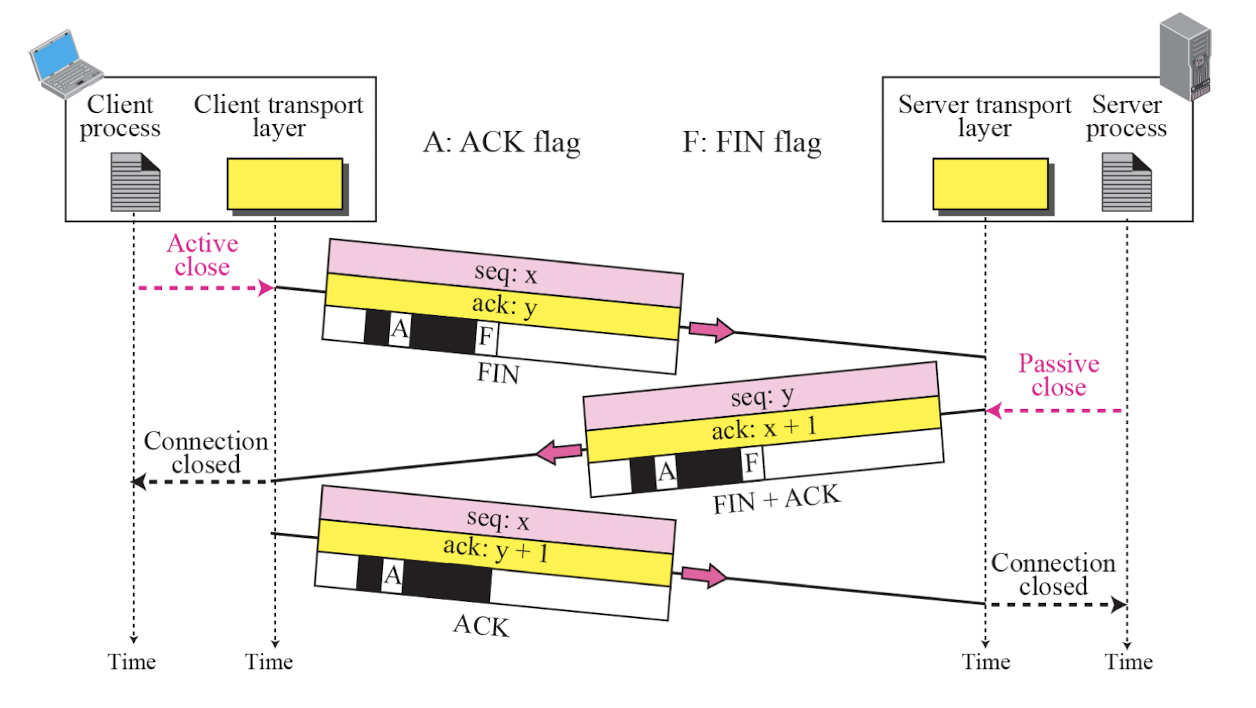 Client
process
Client transport
layer
A: ACK flag
F: FIN flag
Server transport
layer
Server
process
Active
close
seq: x
ack: y
A
F
FIN
Passive
close
seq: y
ack: x + 1
A
F
FIN + ACK
Connection
closed
seq: x
ack: y + 1
A
ACK
Connection
closed
Time
Time
Time
Time